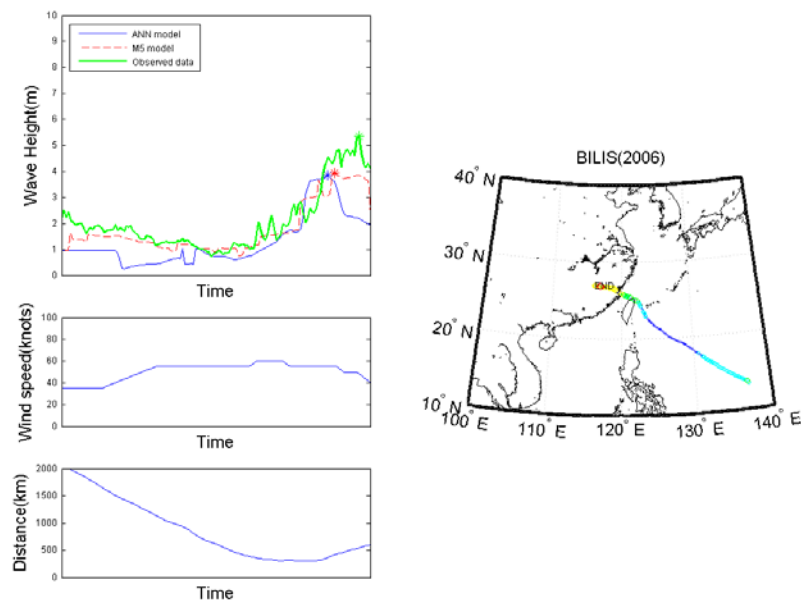 10
9
8
7
6
5
4
3
2
1
0
ANN model
M5 model
Observed data
Wave Height(m)
Time
100
80
60
40
20
0
Wind speed(knots)
Time
2000
1500
1000
500
0
Distance(km)
Time
BILIS(2006)
40° N
30° N
20° N
10° N
100° E
110° E
120° E
130° E
140° E
END